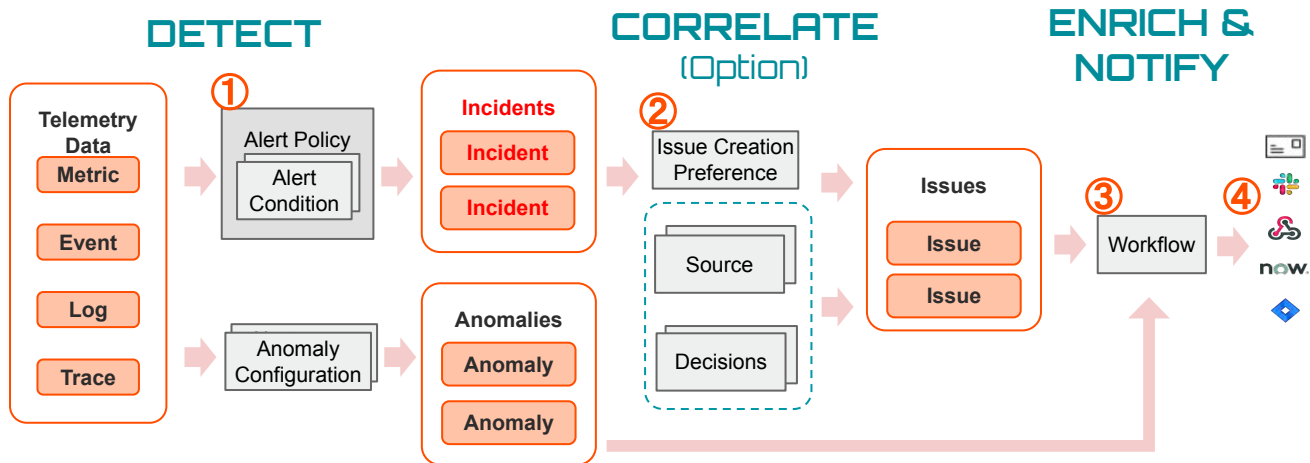 DETECT
CORRELATE
(Option)
ENRICH &
NOTIFY
Telemetry
Data
Metric
Event
Log
Trace
①
Alert Policy
Alert
Condition
Anomaly
Configuration
Incidents
Incident
Incident
Anomalies
Anomaly
Anomaly
②
Issue Creation
Preference
Source
Decisions
Issues
Issue
Issue
③
Workflow
④
now.